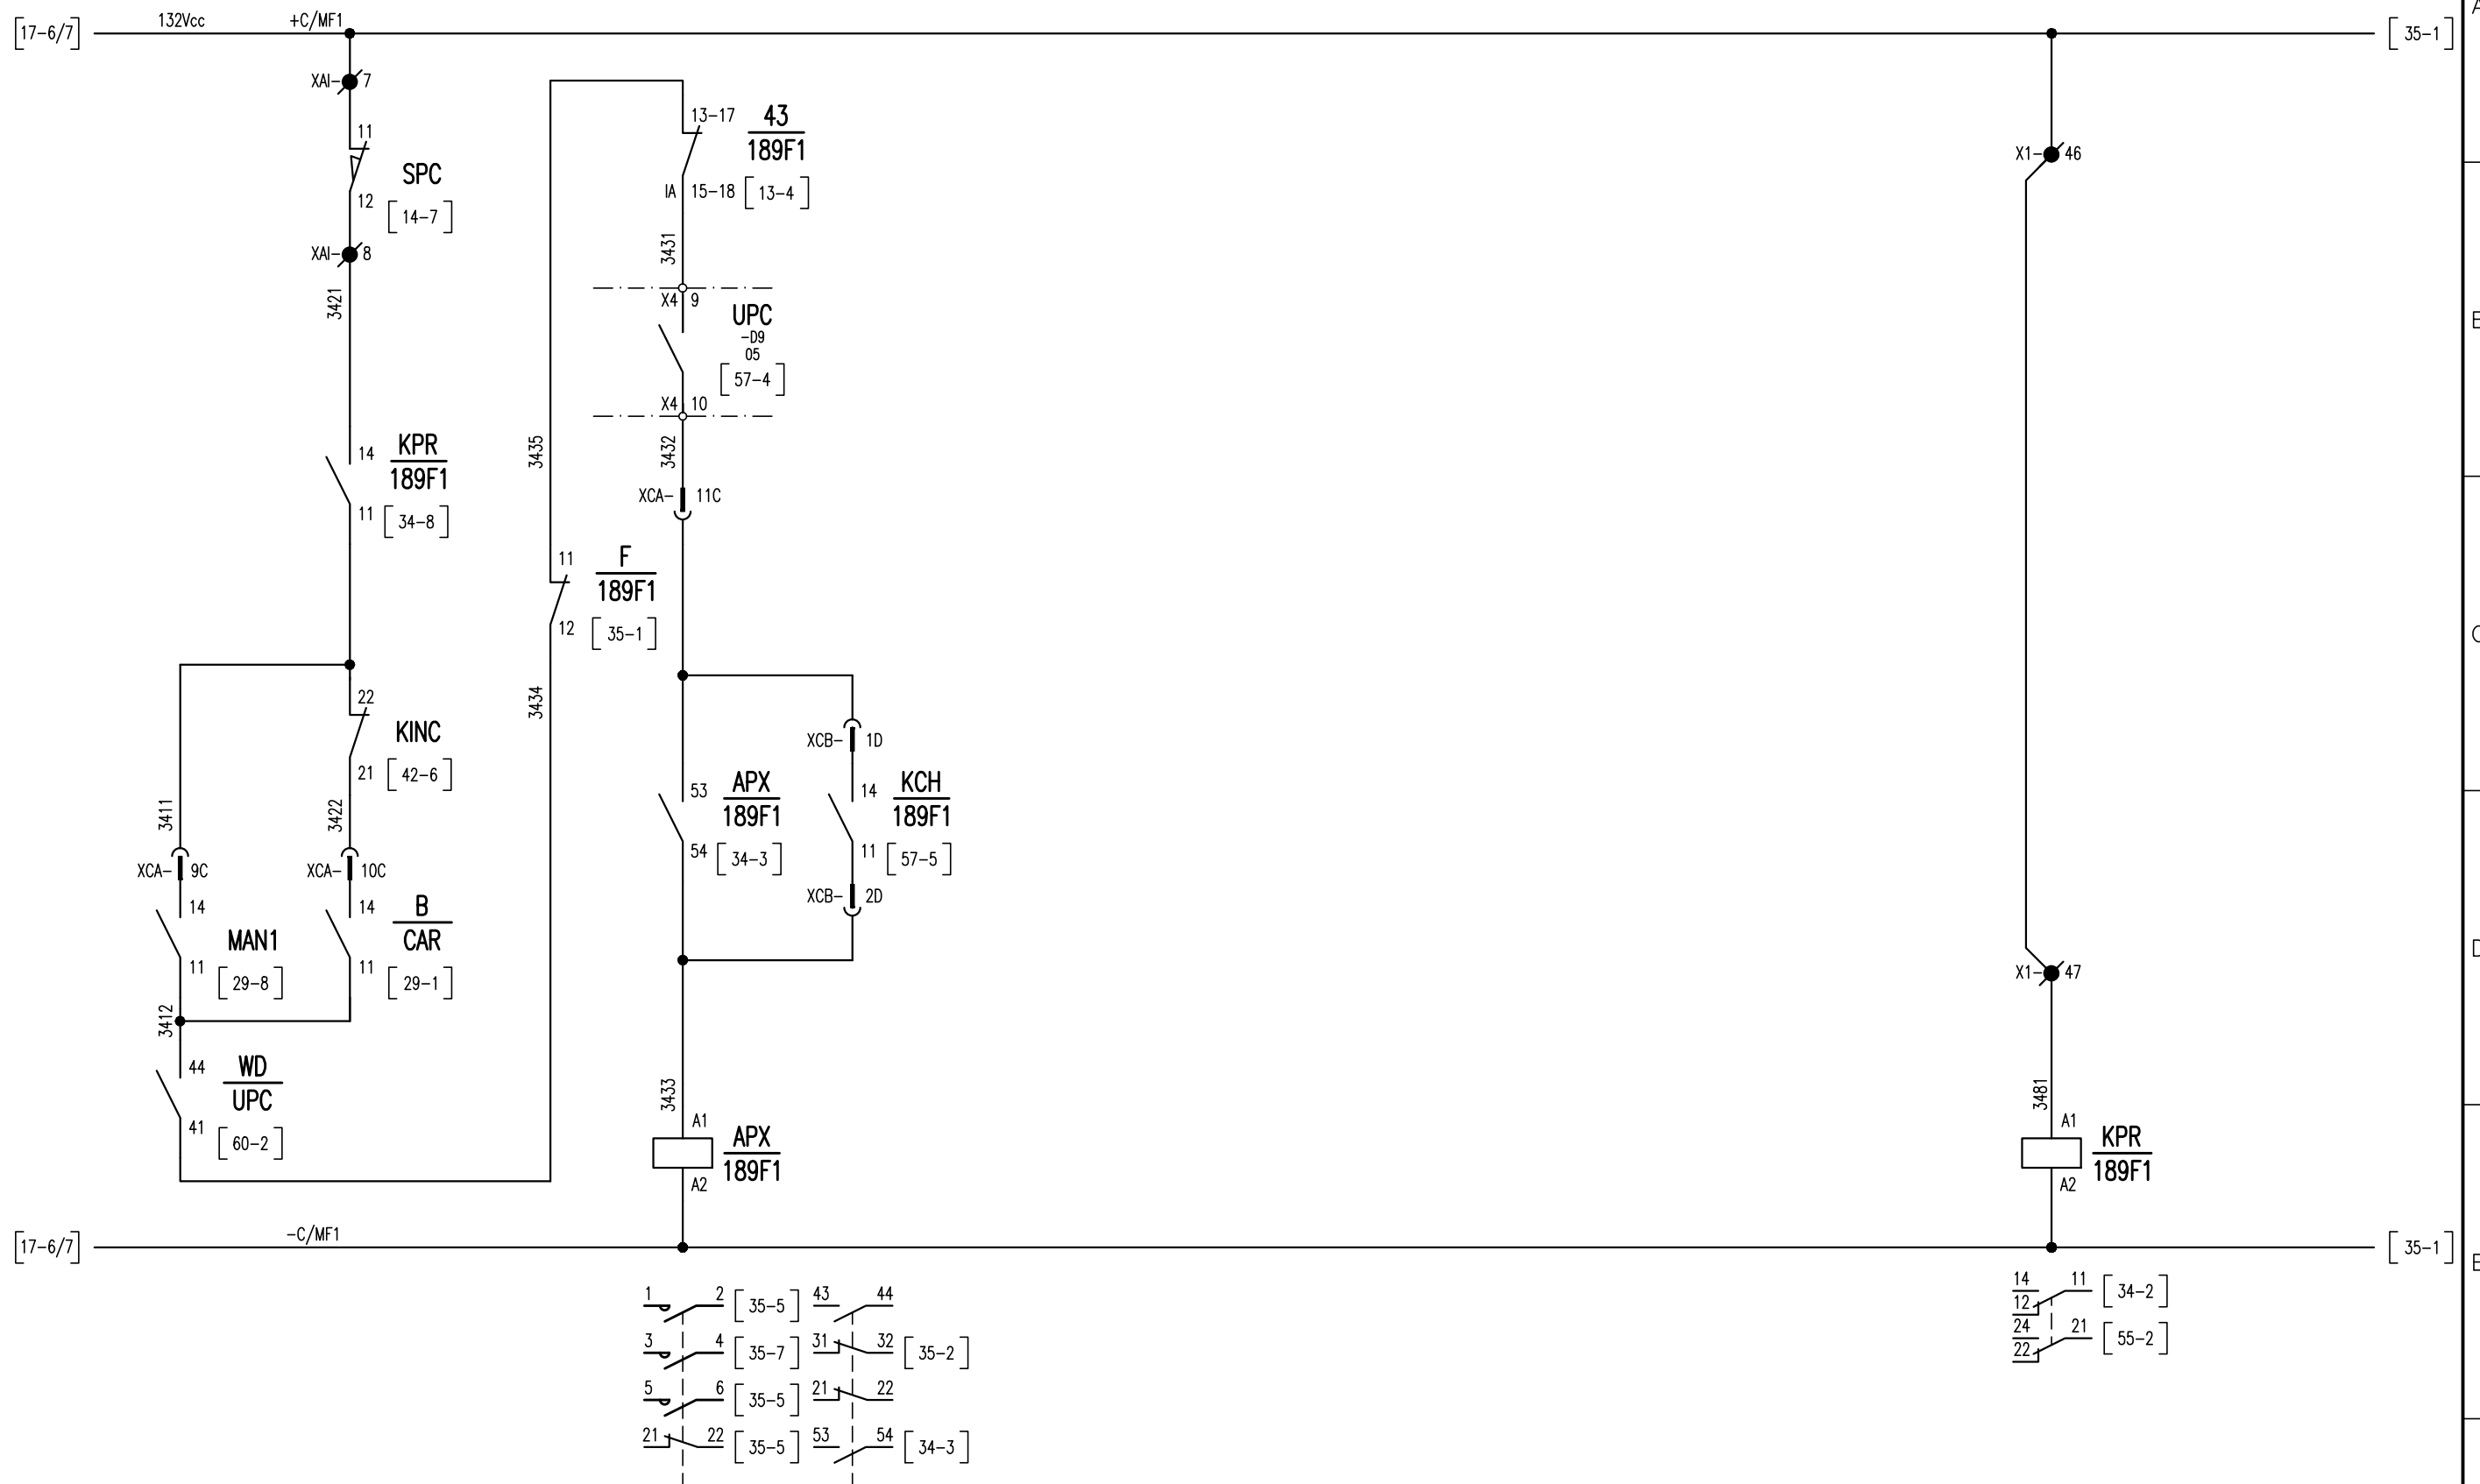 [17-6/7]
132Vcc
+C/MF1
[35-1]
XAI- 7
11
SPC
12
[14-7]
XAI- 8
3421
14
KPR
189F1
11
[34-8]
22
KINC
21
[42-6]
3411
3422
XCA- 9C
XCA- 10C
14
MAN1
11
[29-8]
14
B
CAR
11
[29-1]
3412
44
WD
UPC
41
[60-2]
3435
11
F
189F1
12
[35-1]
3434
13-17
43
189F1
IA 15-18
[13-4]
3431
X4 9
UPC
-D9
05
[57-4]
X4 10
3432
XCA- 11C
53
APX
189F1
54
[34-3]
XCB- 1D
14
KCH
189F1
11
[57-5]
XCB- 2D
3433
A1
APX
189F1
A2
X1- 46
X1- 47
3481
A1
KPR
189F1
A2
[17-6/7]
-C/MF1
[35-1]
1 2 [35-5] 43 44
3 4 [35-7] 31 32 [35-2]
5 6 [35-5] 21 22
21 22 [35-5] 53 54 [34-3]
14 11 [34-2]
12
24 21 [55-2]
22